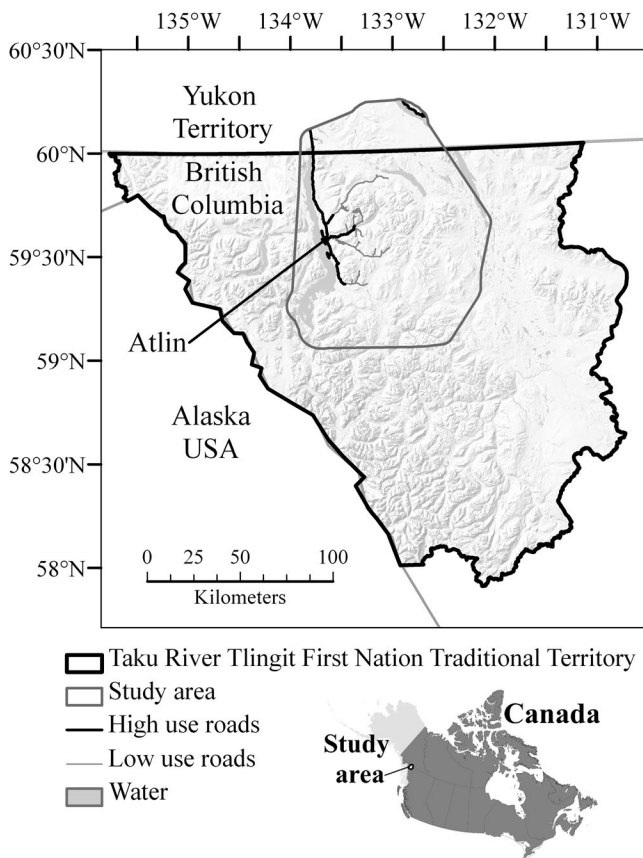 135°W 134°W 133°W 132°W 131°W
60°30'N
Yukon
Territory
60°N
British
Columbia
59°30'N
Atlin
59°N
Alaska
USA
58°30'N
0 25 50 100
58°N
Kilometers
Taku River Tlingit First Nation Traditional Territory
Study area
High use roads
Low use roads
Water
Canada
Study
area